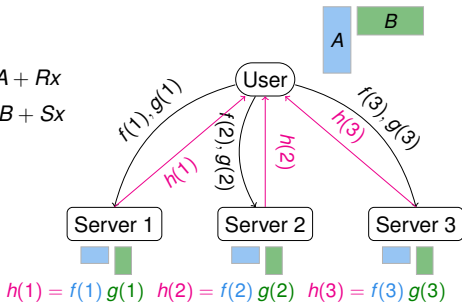 A
B
A + Rx
B + Sx
User
f(1), g(1)
h(1)
f(2), g(2)
h(2)
h(3)
f(3), g(3)
Server 1
Server 2
Server 3
h(1) = f(1) g(1) h(2) = f(2) g(2) h(3) = f(3) g(3)